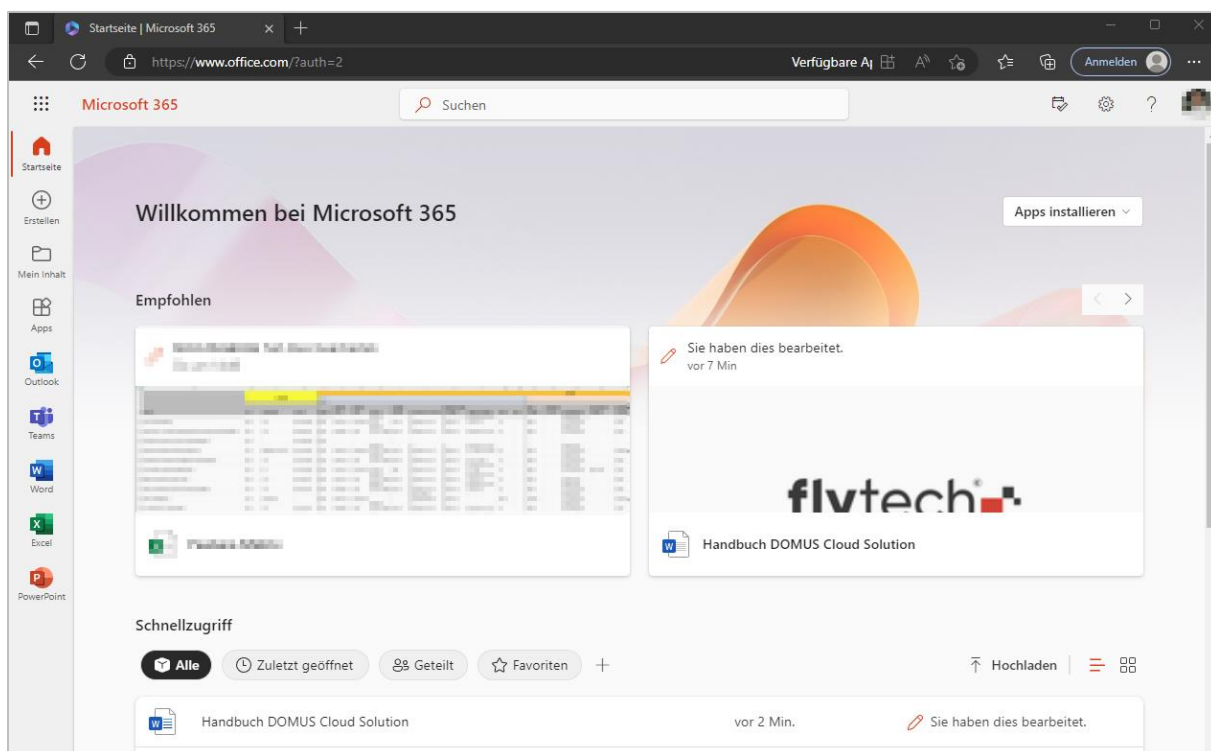 Startseite | Microsoft 365
https://www.office.com/?auth=2
Verfügbare
Anmelden
Microsoft 365
Suchen
Startseite
Erstellen
Mein Inhalt
Apps
Outlook
Teams
Word
Excel
PowerPoint
Willkommen bei Microsoft 365
Apps installieren
Empfohlen
Sie haben dies bearbeitet.
vor 7 Min
flytech
Handbuch DOMUS Cloud Solution
Schnellzugriff
Alle
Zuletzt geöffnet
Geteilt
Favoriten
Hochladen
Handbuch DOMUS Cloud Solution
vor 2 Min.
Sie haben dies bearbeitet.